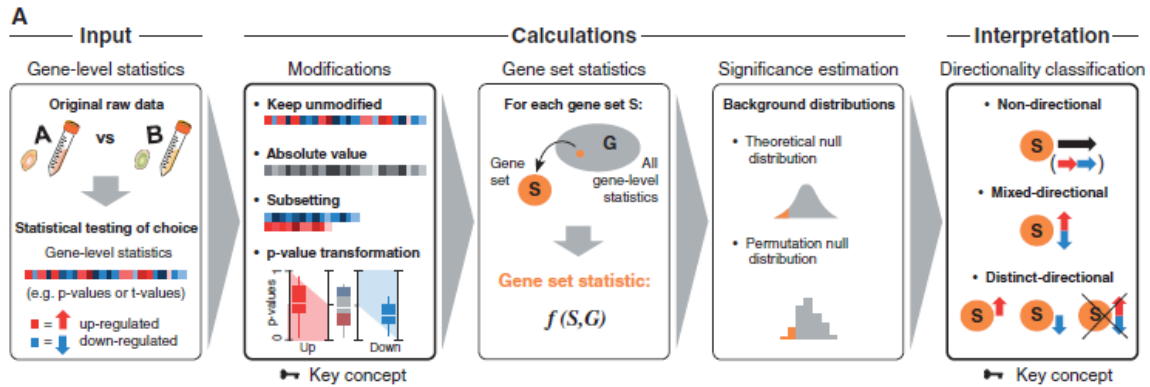 A
Input
Calculations
Interpretation
Gene-level statistics
Modifications
Gene set statistics
Significance estimation
Directionality classification
Original raw data
A vs B
Statistical testing of choice
Gene-level statistics
(e.g. p-values or t-values)
= up-regulated
= down-regulated
• Keep unmodified
• Absolute value
• Subsetting
• p-value transformation
p-values
1
0
Up
Down
Key concept
For each gene set S:
G
Gene
set
S
All
gene-level
statistics
Gene set statistic:
f (S,G)
Background distributions
• Theoretical null
distribution
• Permutation null
distribution
• Non-directional
S
( )
• Mixed-directional
S
• Distinct-directional
S S S
Key concept